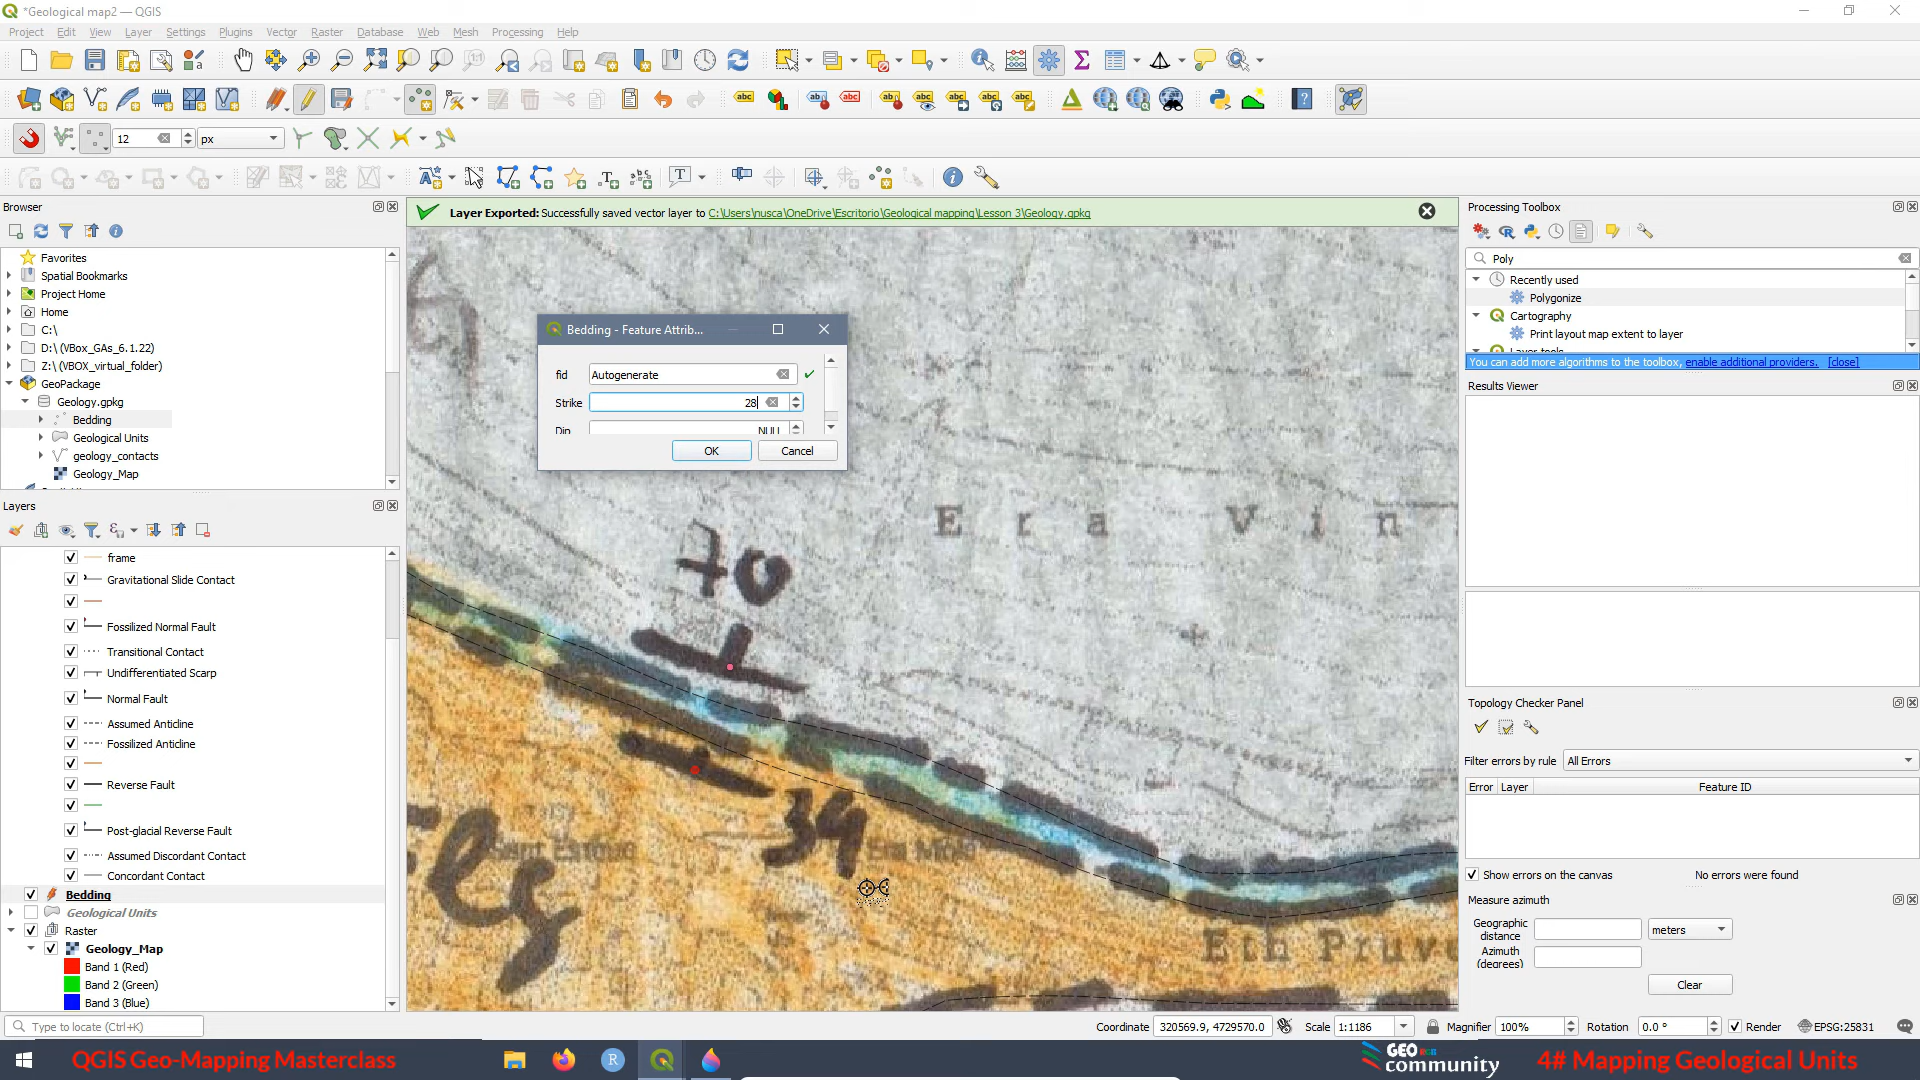 *Geological map2 — QGIS
Project Edit View Layer Settings Plugins Vector Raster Database Web Mesh Processing Help
12 px
Browser
Favorites
Spatial Bookmarks
Project Home
Home
C:\
D:\ (VBox_GAs_6.1.22)
Z:\ (VBOX_virtual_folder)
GeoPackage
Geology.gpkg
Bedding
Geological Units
geology_contacts
Geology_Map
Layers
frame
Gravitational Slide Contact
Fossilized Normal Fault
Transitional Contact
Undifferentiated Scarp
Normal Fault
Assumed Anticline
Fossilized Anticline
Reverse Fault
Post-glacial Reverse Fault
Assumed Discordant Contact
Concordant Contact
Bedding
Geological Units
Raster
Geology_Map
Band 1 (Red)
Band 2 (Green)
Band 3 (Blue)
Type to locate (Ctrl+K)
Layer Exported: Successfully saved vector layer to C:\Users\nusca\OneDrive\Escritorio\Geological mapping\Lesson 3\Geology.gpkg
Bedding - Feature Attrib...
fid Autogenerate
Strike 28
Dip NULL
OK Cancel
70
Era Vin
34
Processing Toolbox
Poly
Recently used
Polygonize
Cartography
Print layout map extent to layer
Layer tools
You can add more algorithms to the toolbox, enable additional providers. [close]
Results Viewer
Topology Checker Panel
Filter errors by rule All Errors
Error Layer Feature ID
Show errors on the canvas No errors were found
Measure azimuth
Geographic distance meters
Azimuth (degrees)
Clear
Coordinate 320569.9, 4729570.0 Scale 1:1186 Magnifier 100% Rotation 0.0 ° Render EPSG:25831
QGIS Geo-Mapping Masterclass
GEO community
4# Mapping Geological Units